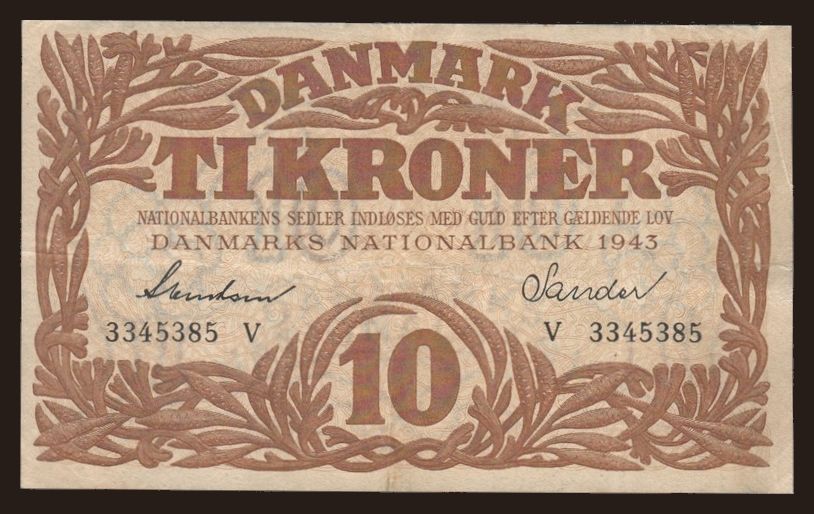 DANMARK
TI KRONER
NATIONALBANKENS SEDLER INDLØSES MED GULD EFTER GÆLDENDE LOV
DANMARKS NATIONALBANK 1943
Svendsen Sander
3345385 V V 3345385
10